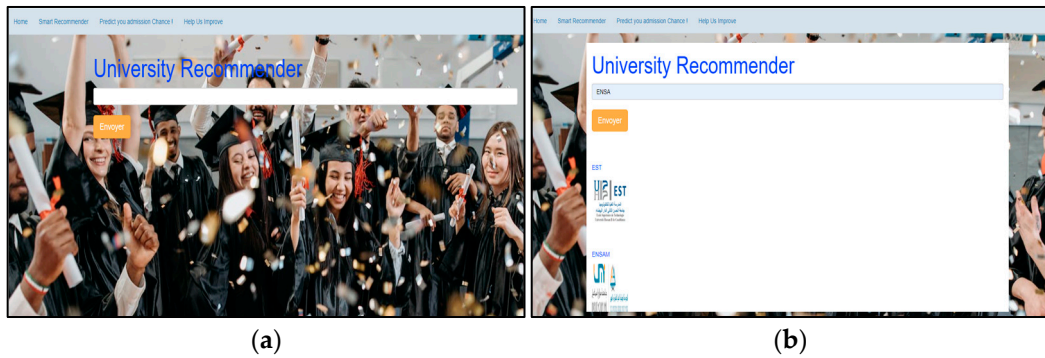 Home Smart Recommender Predict you admission Chance ! Help Us Improve
University Recommender
Envoyer
(a)
Home Smart Recommender Predict you admission Chance ! Help Us Improve
University Recommender
ENSA
Envoyer
EST
EST
ENSAM
(b)